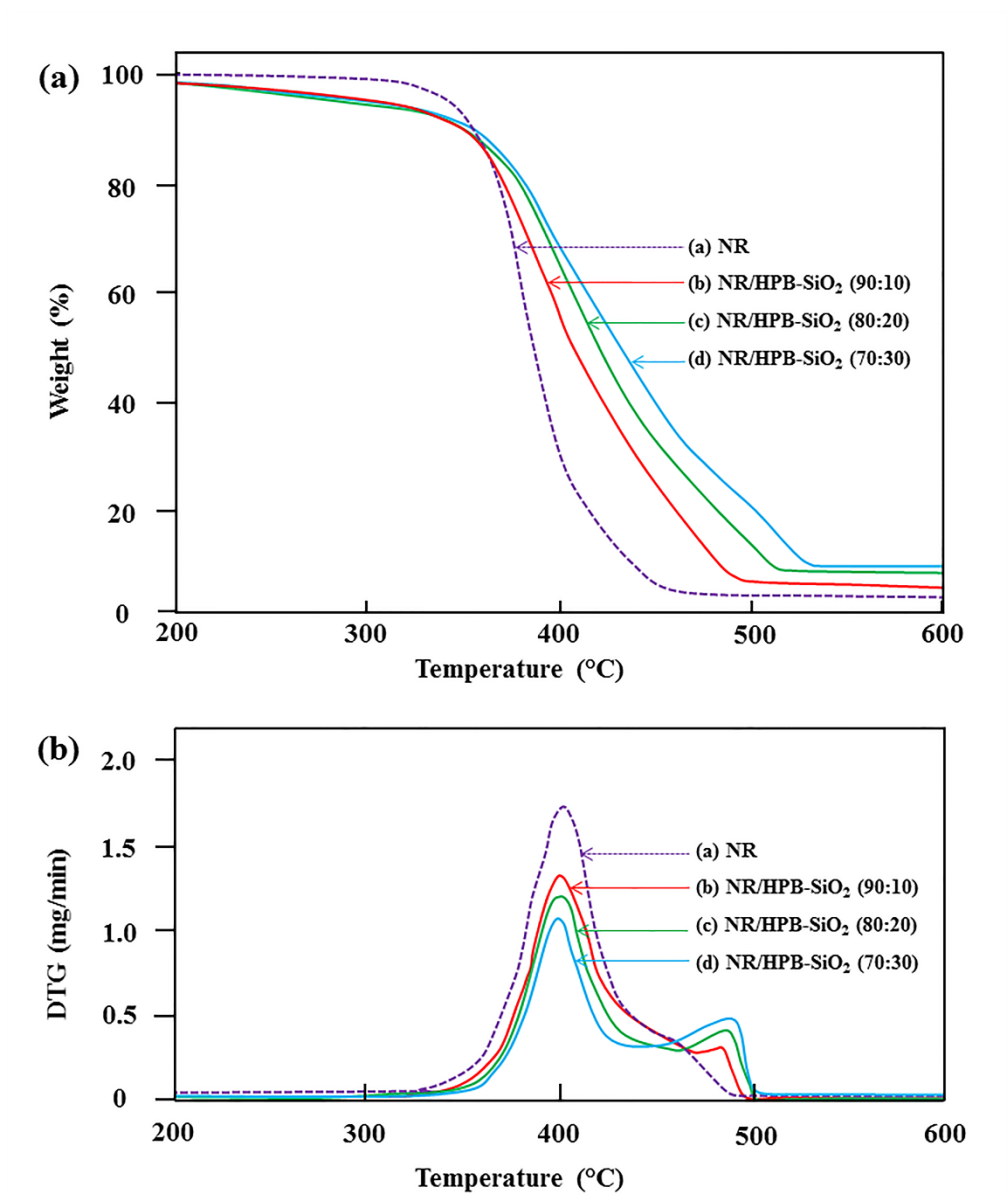 (a)
100
80
60
40
20
0
Weight (%)
(a) NR
(b) NR/HPB-SiO₂ (90:10)
(c) NR/HPB-SiO₂ (80:20)
(d) NR/HPB-SiO₂ (70:30)
200 300 400 500 600
Temperature (°C)
(b)
2.0
1.5
1.0
0.5
0
DTG (mg/min)
(a) NR
(b) NR/HPB-SiO₂ (90:10)
(c) NR/HPB-SiO₂ (80:20)
(d) NR/HPB-SiO₂ (70:30)
200 300 400 500 600
Temperature (°C)